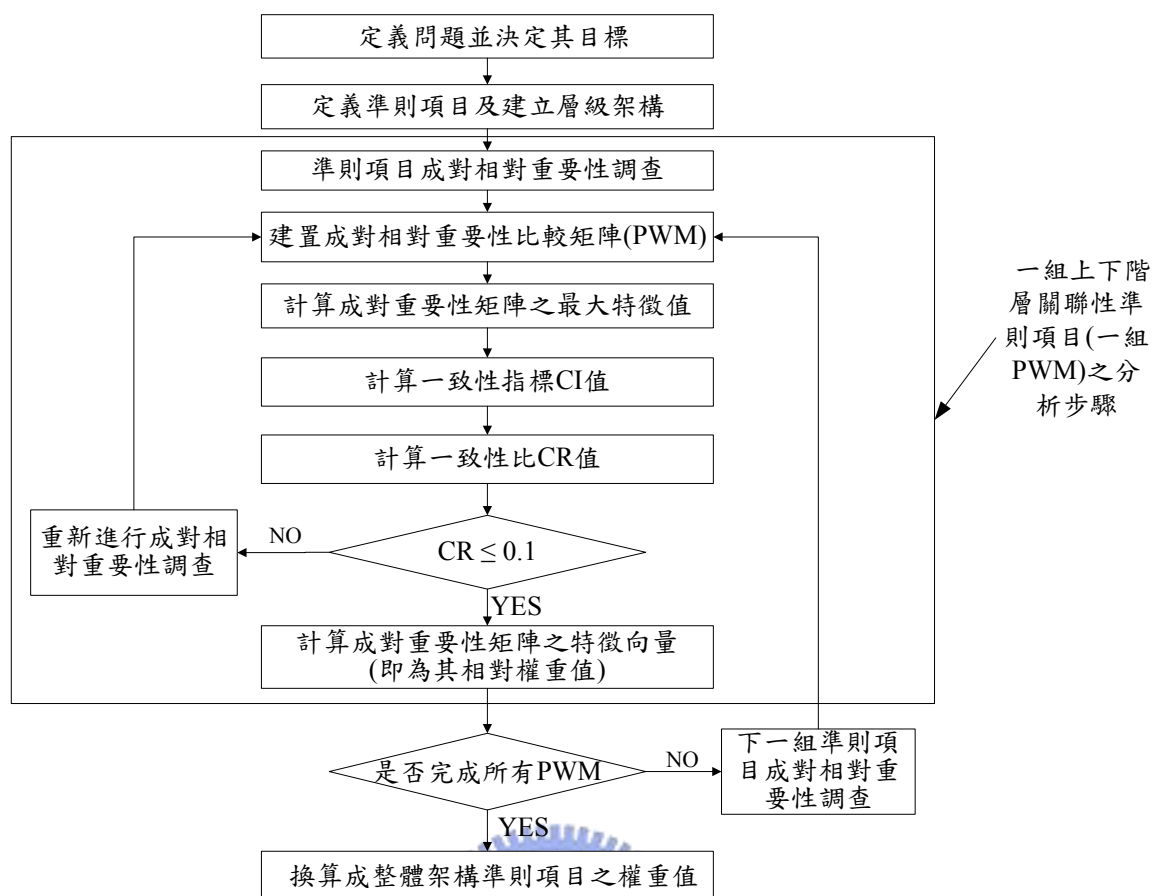 定義問題並決定其目標
定義準則項目及建立層級架構
準則項目成對相對重要性調查
建置成對相對重要性比較矩陣(PWM)
計算成對重要性矩陣之最大特徵值
計算一致性指標CI值
計算一致性比CR值
一組上下階
層關聯性準
則項目(一組
PWM)之分
析步驟
重新進行成對相
對重要性調查
NO
CR ≤ 0.1
YES
計算成對重要性矩陣之特徵向量
(即為其相對權重值)
是否完成所有PWM
NO
下一組準則項
目成對相對重
要性調查
YES
換算成整體架構準則項目之權重值